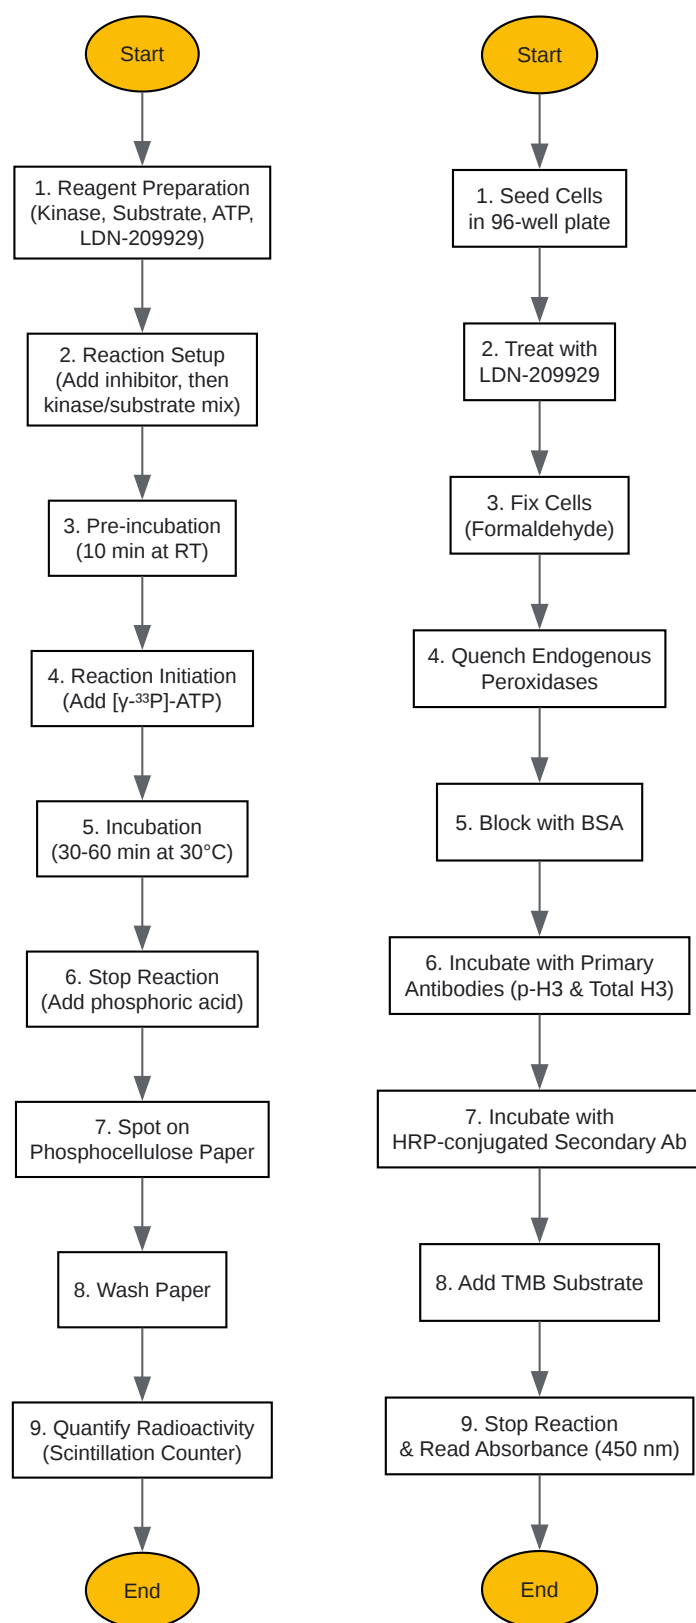 Start
1. Reagent Preparation
(Kinase, Substrate, ATP,
LDN-209929)
2. Reaction Setup
(Add inhibitor, then
kinase/substrate mix)
3. Pre-incubation
(10 min at RT)
4. Reaction Initiation
(Add [γ-³³P]-ATP)
5. Incubation
(30-60 min at 30°C)
6. Stop Reaction
(Add phosphoric acid)
7. Spot on
Phosphocellulose Paper
8. Wash Paper
9. Quantify Radioactivity
(Scintillation Counter)
End
Start
1. Seed Cells
in 96-well plate
2. Treat with
LDN-209929
3. Fix Cells
(Formaldehyde)
4. Quench Endogenous
Peroxidases
5. Block with BSA
6. Incubate with Primary
Antibodies (p-H3 & Total H3)
7. Incubate with
HRP-conjugated Secondary Ab
8. Add TMB Substrate
9. Stop Reaction
& Read Absorbance (450 nm)
End